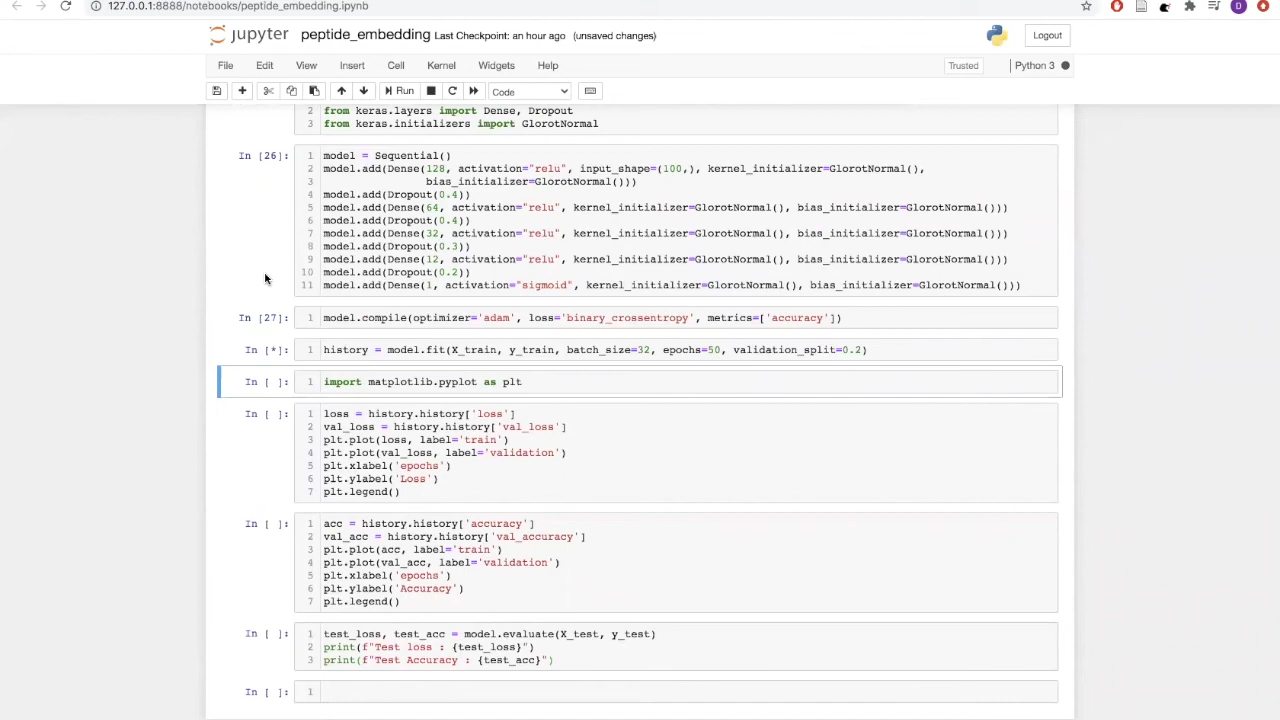 127.0.0.1:8888/notebooks/peptide_embedding.ipynb
D
jupyter peptide_embedding Last Checkpoint: an hour ago (unsaved changes)
Logout
File Edit View Insert Cell Kernel Widgets Help Trusted Python 3
Run Code
2 from keras.layers import Dense, Dropout
3 from keras.initializers import GlorotNormal
In [26]: 1 model = Sequential()
2 model.add(Dense(128, activation="relu", input_shape=(100,), kernel_initializer=GlorotNormal(),
3 bias_initializer=GlorotNormal()))
4 model.add(Dropout(0.4))
5 model.add(Dense(64, activation="relu", kernel_initializer=GlorotNormal(), bias_initializer=GlorotNormal()))
6 model.add(Dropout(0.4))
7 model.add(Dense(32, activation="relu", kernel_initializer=GlorotNormal(), bias_initializer=GlorotNormal()))
8 model.add(Dropout(0.3))
9 model.add(Dense(12, activation="relu", kernel_initializer=GlorotNormal(), bias_initializer=GlorotNormal()))
10 model.add(Dropout(0.2))
11 model.add(Dense(1, activation="sigmoid", kernel_initializer=GlorotNormal(), bias_initializer=GlorotNormal()))
In [27]: 1 model.compile(optimizer='adam', loss='binary_crossentropy', metrics=['accuracy'])
In [*]: 1 history = model.fit(X_train, y_train, batch_size=32, epochs=50, validation_split=0.2)
In [ ]: 1 import matplotlib.pyplot as plt
In [ ]: 1 loss = history.history['loss']
2 val_loss = history.history['val_loss']
3 plt.plot(loss, label='train')
4 plt.plot(val_loss, label='validation')
5 plt.xlabel('epochs')
6 plt.ylabel('Loss')
7 plt.legend()
In [ ]: 1 acc = history.history['accuracy']
2 val_acc = history.history['val_accuracy']
3 plt.plot(acc, label='train')
4 plt.plot(val_acc, label='validation')
5 plt.xlabel('epochs')
6 plt.ylabel('Accuracy')
7 plt.legend()
In [ ]: 1 test_loss, test_acc = model.evaluate(X_test, y_test)
2 print(f"Test loss : {test_loss}")
3 print(f"Test Accuracy : {test_acc}")
In [ ]: 1